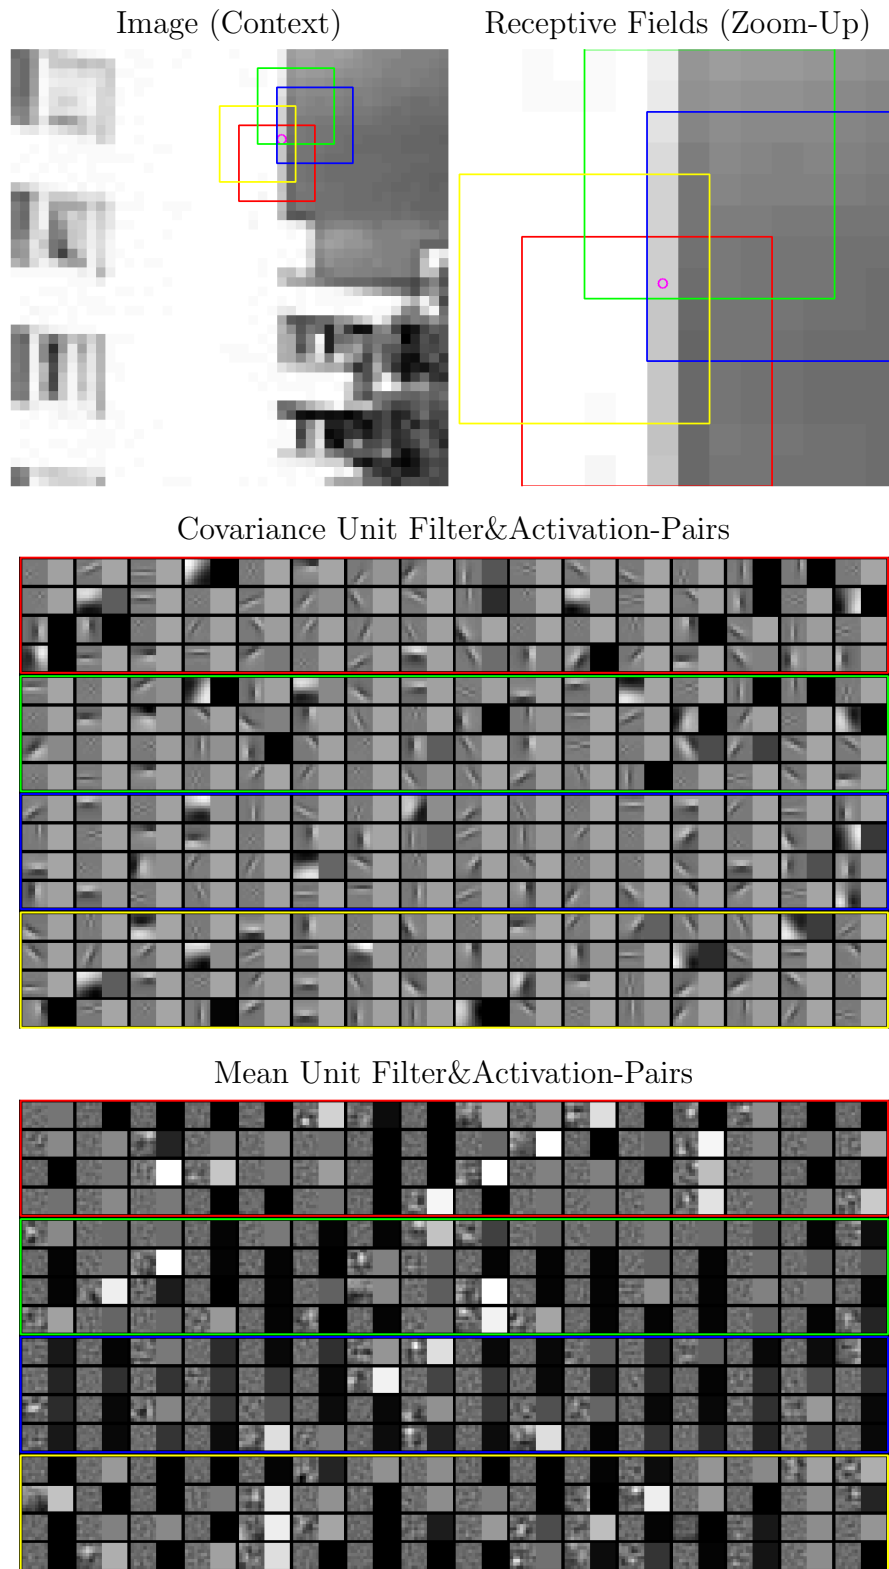 Image (Context)
Receptive Fields (Zoom-Up)
Covariance Unit Filter&Activation-Pairs
Mean Unit Filter&Activation-Pairs